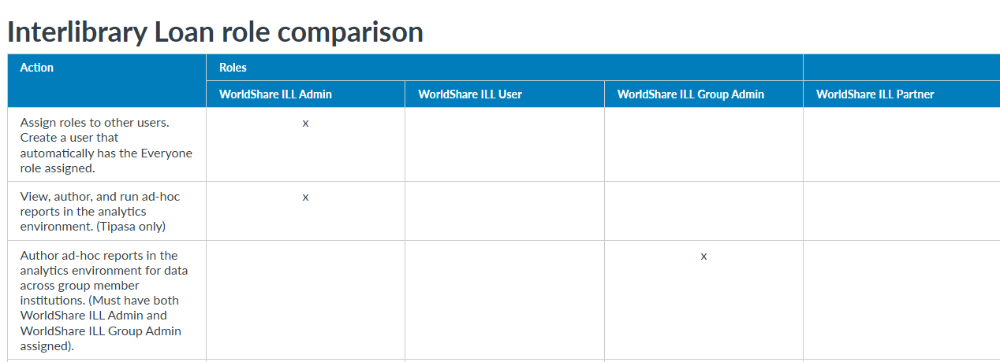 Interlibrary Loan role comparison
Action
Roles
WorldShare ILL Admin
WorldShare ILL User
WorldShare ILL Group Admin
WorldShare ILL Partner
Assign roles to other users.
Create a user that
automatically has the Everyone
role assigned.
x
View, author, and run ad-hoc
reports in the analytics
environment. (Tipasa only)
x
Author ad-hoc reports in the
analytics environment for data
across group member
institutions. (Must have both
WorldShare ILL Admin and
WorldShare ILL Group Admin
assigned).
x